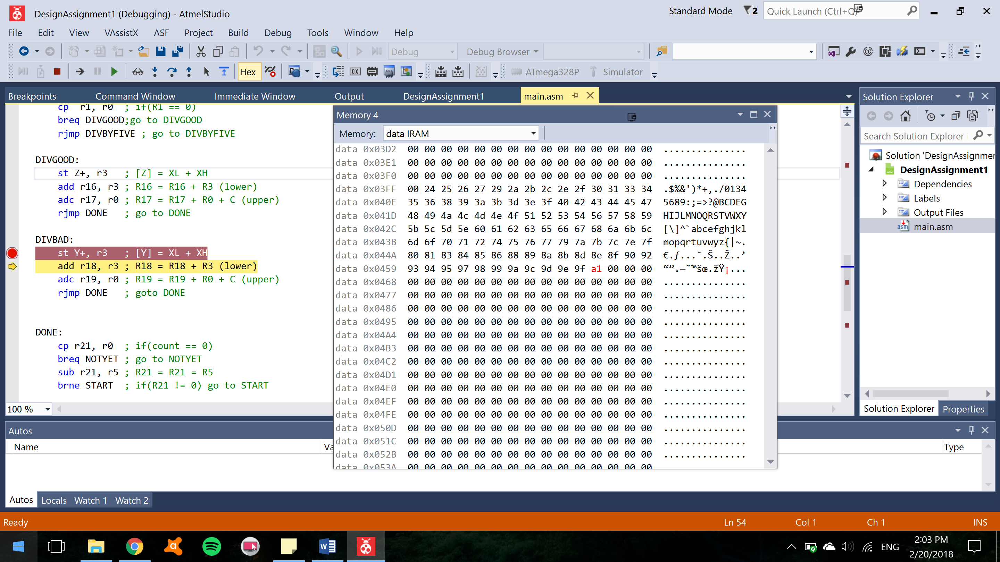 DesignAssignment1 (Debugging) - AtmelStudio
Standard Mode
2
Quick Launch (Ctrl+Q)
File Edit View VAssistX ASF Project Build Debug Tools Window Help
Debug
Debug Browser
Hex
ATmega328P
Simulator
Breakpoints
Command Window
Immediate Window
Output
DesignAssignment1
main.asm
cp r1, r0 ; if(R1 == 0)
breq DIVGOOD;go to DIVGOOD
rjmp DIVBYFIVE ; go to DIVBYFIVE
DIVGOOD:
st Z+, r3 ; [Z] = XL + XH
add r16, r3 ; R16 = R16 + R3 (lower)
adc r17, r0 ; R17 = R17 + R0 + C (upper)
rjmp DONE ; go to DONE
DIVBAD:
st Y+, r3 ; [Y] = XL + XH
add r18, r3 ; R18 = R18 + R3 (lower)
adc r19, r0 ; R19 = R19 + R0 + C (upper)
rjmp DONE ; goto DONE
DONE:
cp r21, r0 ; if(count == 0)
breq NOTYET ; go to NOTYET
sub r21, r5 ; R21 = R21 = R5
brne START ; if(R21 != 0) go to START
100 %
Memory 4
Memory: data IRAM
data 0x03D2 00 00 00 00 00 00 00 00 00 00 00 00 00 00 00 ...............
data 0x03E1 00 00 00 00 00 00 00 00 00 00 00 00 00 00 00 ...............
data 0x03F0 00 00 00 00 00 00 00 00 00 00 00 00 00 00 00 ...............
data 0x03FF 00 24 25 26 27 29 2a 2b 2c 2e 2f 30 31 33 34 .$%&')*+,./0134
data 0x040E 35 36 38 39 3a 3b 3d 3e 3f 40 42 43 44 45 47 5689:;=>?@BCDEG
data 0x041D 48 49 4a 4c 4d 4e 4f 51 52 53 54 56 57 58 59 HIJLMNOQRSTVWXY
data 0x042C 5b 5c 5d 5e 60 61 62 63 65 66 67 68 6a 6b 6c [\]^`abcefghjkl
data 0x043B 6d 6f 70 71 72 74 75 76 77 79 7a 7b 7c 7e 7f mopqrtuvwyz{|~.
data 0x044A 80 81 83 84 85 86 88 89 8a 8b 8d 8e 8f 90 92 €.ƒ...ˆ.Š..Ž..’
data 0x0459 93 94 95 97 98 99 9a 9c 9d 9e 9f a1 00 00 00 “”.—˜™šœ.žŸ¡...
data 0x0468 00 00 00 00 00 00 00 00 00 00 00 00 00 00 00 ...............
data 0x0477 00 00 00 00 00 00 00 00 00 00 00 00 00 00 00 ...............
data 0x0486 00 00 00 00 00 00 00 00 00 00 00 00 00 00 00 ...............
data 0x0495 00 00 00 00 00 00 00 00 00 00 00 00 00 00 00 ...............
data 0x04A4 00 00 00 00 00 00 00 00 00 00 00 00 00 00 00 ...............
data 0x04B3 00 00 00 00 00 00 00 00 00 00 00 00 00 00 00 ...............
data 0x04C2 00 00 00 00 00 00 00 00 00 00 00 00 00 00 00 ...............
data 0x04D1 00 00 00 00 00 00 00 00 00 00 00 00 00 00 00 ...............
data 0x04E0 00 00 00 00 00 00 00 00 00 00 00 00 00 00 00 ...............
data 0x04EF 00 00 00 00 00 00 00 00 00 00 00 00 00 00 00 ...............
data 0x04FE 00 00 00 00 00 00 00 00 00 00 00 00 00 00 00 ...............
data 0x050D 00 00 00 00 00 00 00 00 00 00 00 00 00 00 00 ...............
data 0x051C 00 00 00 00 00 00 00 00 00 00 00 00 00 00 00 ...............
data 0x052B 00 00 00 00 00 00 00 00 00 00 00 00 00 00 00 ...............
data 0x053A 00 00 00 00 00 00 00 00 00 00 00 00 00 00 00
Solution Explorer
Search Solution Explorer
Solution 'DesignAssignmer
DesignAssignment1
Dependencies
Labels
Output Files
main.asm
Solution Explorer
Properties
Autos
Name
Va
Type
Autos Locals Watch 1 Watch 2
Ready
Ln 54
Col 1
Ch 1
INS
ENG
2:03 PM
2/20/2018